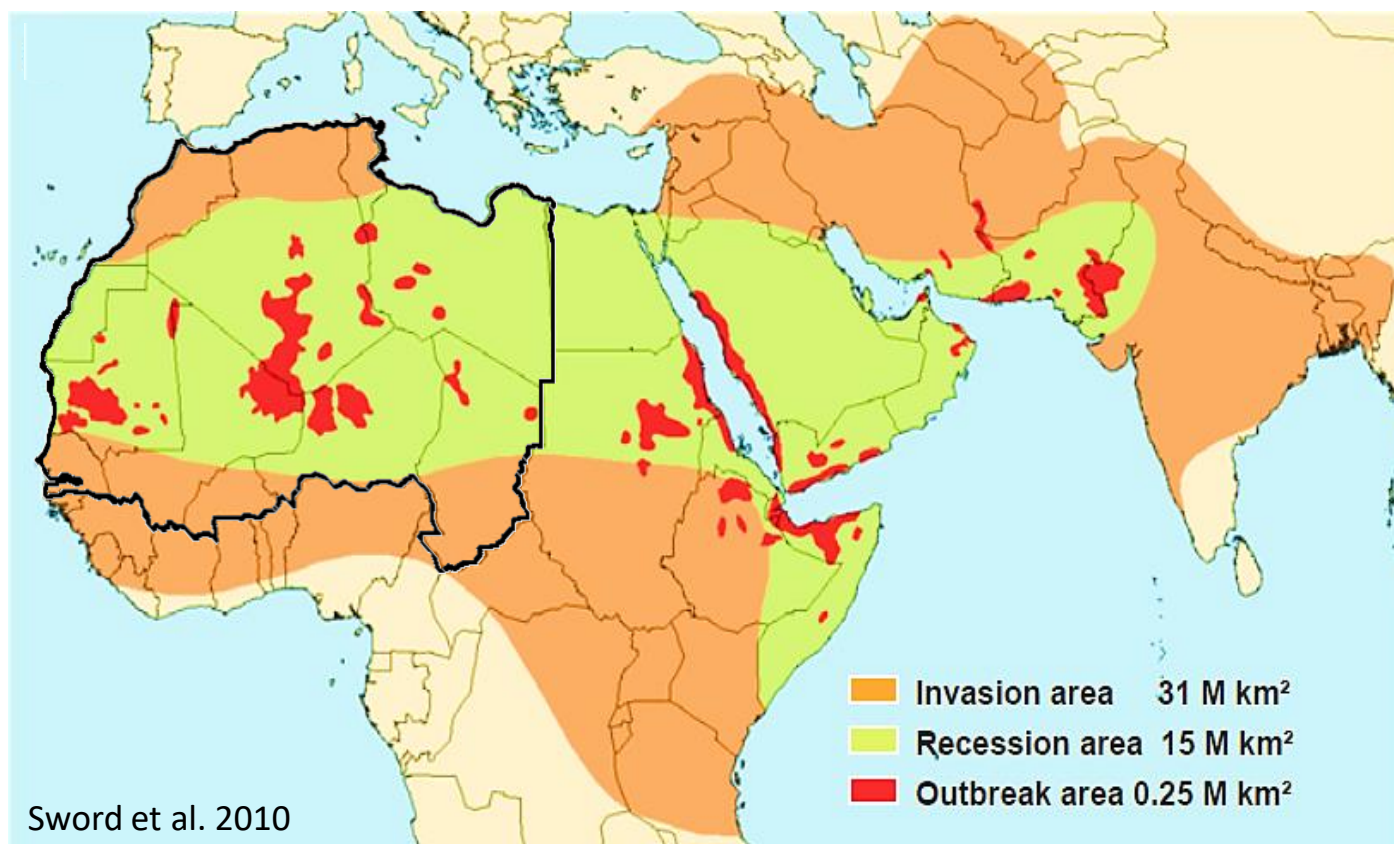 Invasion area 31 M km²
Recession area 15 M km²
Outbreak area 0.25 M km²
Sword et al. 2010